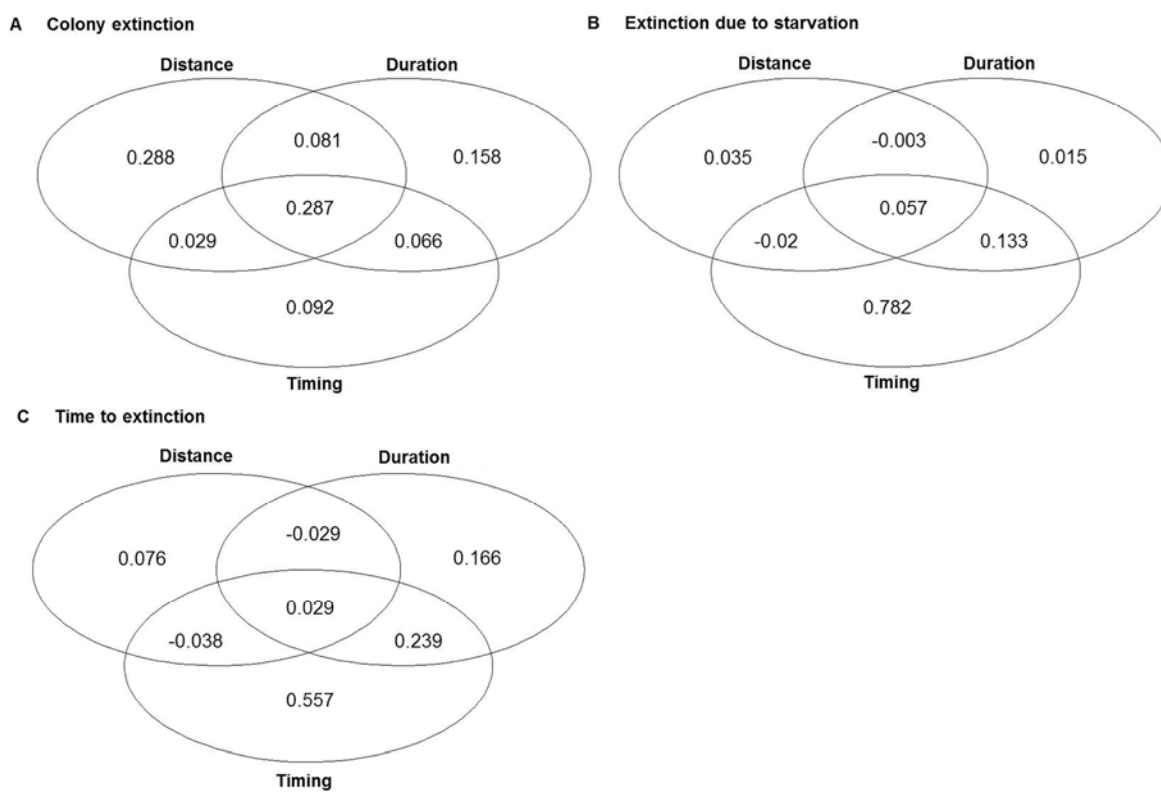 A Colony extinction
Distance Duration
0.288 0.081 0.158
0.287
0.029 0.066
0.092
Timing
B Extinction due to starvation
Distance Duration
0.035 -0.003 0.015
0.057
-0.02 0.133
0.782
Timing
C Time to extinction
Distance Duration
0.076 -0.029 0.166
0.029
-0.038 0.239
0.557
Timing